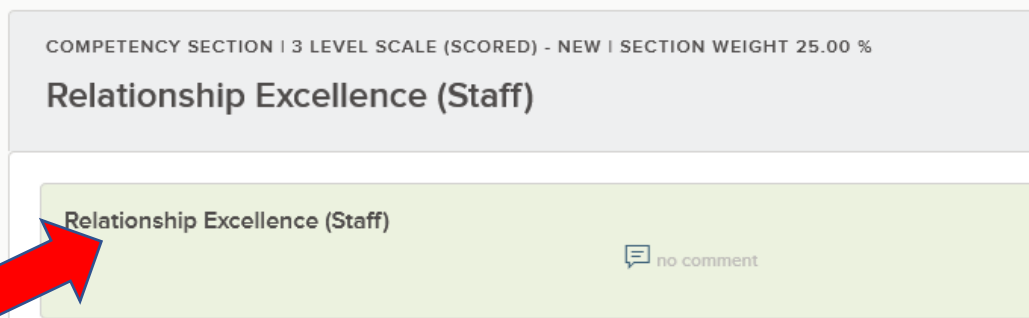 COMPETENCY SECTION | 3 LEVEL SCALE (SCORED) - NEW | SECTION WEIGHT 25.00 %
Relationship Excellence (Staff)
Relationship Excellence (Staff)
no comment